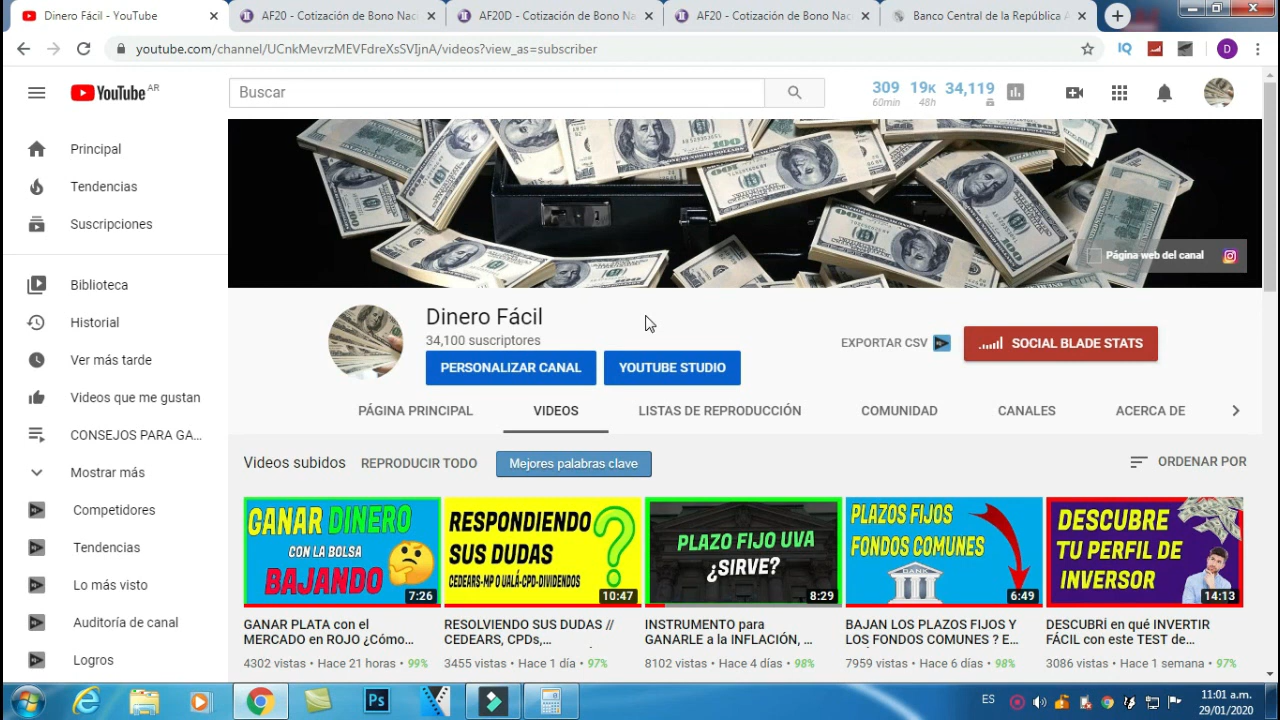 Dinero Fácil - YouTube
AF20 - Cotización de Bono Naci
AF20D - Cotización de Bono Na
AF20 - Cotización de Bono Nac
Banco Central de la República A
youtube.com/channel/UCnkMevrzMEVFdreXsSVIjnA/videos?view_as=subscriber
IQ
D
YouTube AR
Buscar
309 19K 34,119
60min 48h
Principal
Tendencias
Suscripciones
Biblioteca
Historial
Ver más tarde
Videos que me gustan
CONSEJOS PARA GA...
Mostrar más
Competidores
Tendencias
Lo más visto
Auditoría de canal
Logros
Página web del canal
Dinero Fácil
34,100 suscriptores
PERSONALIZAR CANAL
YOUTUBE STUDIO
EXPORTAR CSV
SOCIAL BLADE STATS
PÁGINA PRINCIPAL
VIDEOS
LISTAS DE REPRODUCCIÓN
COMUNIDAD
CANALES
ACERCA DE
Videos subidos
REPRODUCIR TODO
Mejores palabras clave
ORDENAR POR
GANAR DINERO
CON LA BOLSA
BAJANDO
7:26
GANAR PLATA con el
MERCADO en ROJO ¿Cómo...
4302 vistas • Hace 21 horas • 99%
RESPONDIENDO
SUS DUDAS
?
CEDEARS-MP O UALÁ-CPD-DIVIDENDOS
10:47
RESOLVIENDO SUS DUDAS //
CEDEARS, CPDs,...
3455 vistas • Hace 1 día • 97%
PLAZO FIJO UVA
¿SIRVE?
8:29
INSTRUMENTO para
GANARLE a la INFLACIÓN, ...
8102 vistas • Hace 4 días • 98%
PLAZOS FIJOS
FONDOS COMUNES
BANK
6:49
BAJAN LOS PLAZOS FIJOS Y
LOS FONDOS COMUNES ? E...
7959 vistas • Hace 6 días • 98%
DESCUBRE
TU PERFIL DE
INVERSOR
14:13
DESCUBRÍ en qué INVERTIR
FÁCIL con este TEST de...
3086 vistas • Hace 1 semana • 97%
Ps
ES
11:01 a.m.
29/01/2020